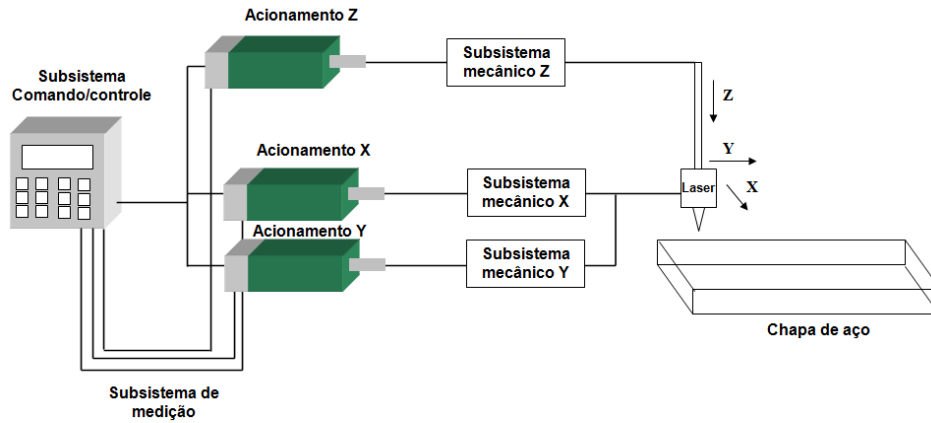 Acionamento Z
Subsistema
Comando/controle
Subsistema
mecânico Z
Z
Acionamento X
Y
Subsistema
mecânico X
Laser
X
Acionamento Y
Subsistema
mecânico Y
Chapa de aço
Subsistema de
medição